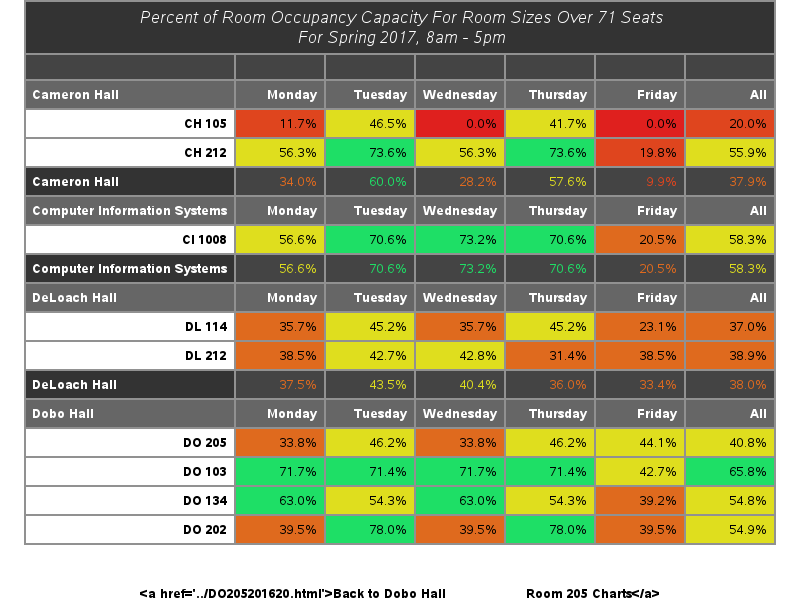 Percent of Room Occupancy Capacity For Room Sizes Over 71 Seats
For Spring 2017, 8am - 5pm
Cameron Hall Monday Tuesday Wednesday Thursday Friday All
CH 105 11.7% 46.5% 0.0% 41.7% 0.0% 20.0%
CH 212 56.3% 73.6% 56.3% 73.6% 19.8% 55.9%
Cameron Hall 34.0% 60.0% 28.2% 57.6% 9.9% 37.9%
Computer Information Systems Monday Tuesday Wednesday Thursday Friday All
CI 1008 56.6% 70.6% 73.2% 70.6% 20.5% 58.3%
Computer Information Systems 56.6% 70.6% 73.2% 70.6% 20.5% 58.3%
DeLoach Hall Monday Tuesday Wednesday Thursday Friday All
DL 114 35.7% 45.2% 35.7% 45.2% 23.1% 37.0%
DL 212 38.5% 42.7% 42.8% 31.4% 38.5% 38.9%
DeLoach Hall 37.5% 43.5% 40.4% 36.0% 33.4% 38.0%
Dobo Hall Monday Tuesday Wednesday Thursday Friday All
DO 205 33.8% 46.2% 33.8% 46.2% 44.1% 40.8%
DO 103 71.7% 71.4% 71.7% 71.4% 42.7% 65.8%
DO 134 63.0% 54.3% 63.0% 54.3% 39.2% 54.8%
DO 202 39.5% 78.0% 39.5% 78.0% 39.5% 54.9%
<a href='../DO205201620.html'>Back to Dobo Hall Room 205 Charts</a>